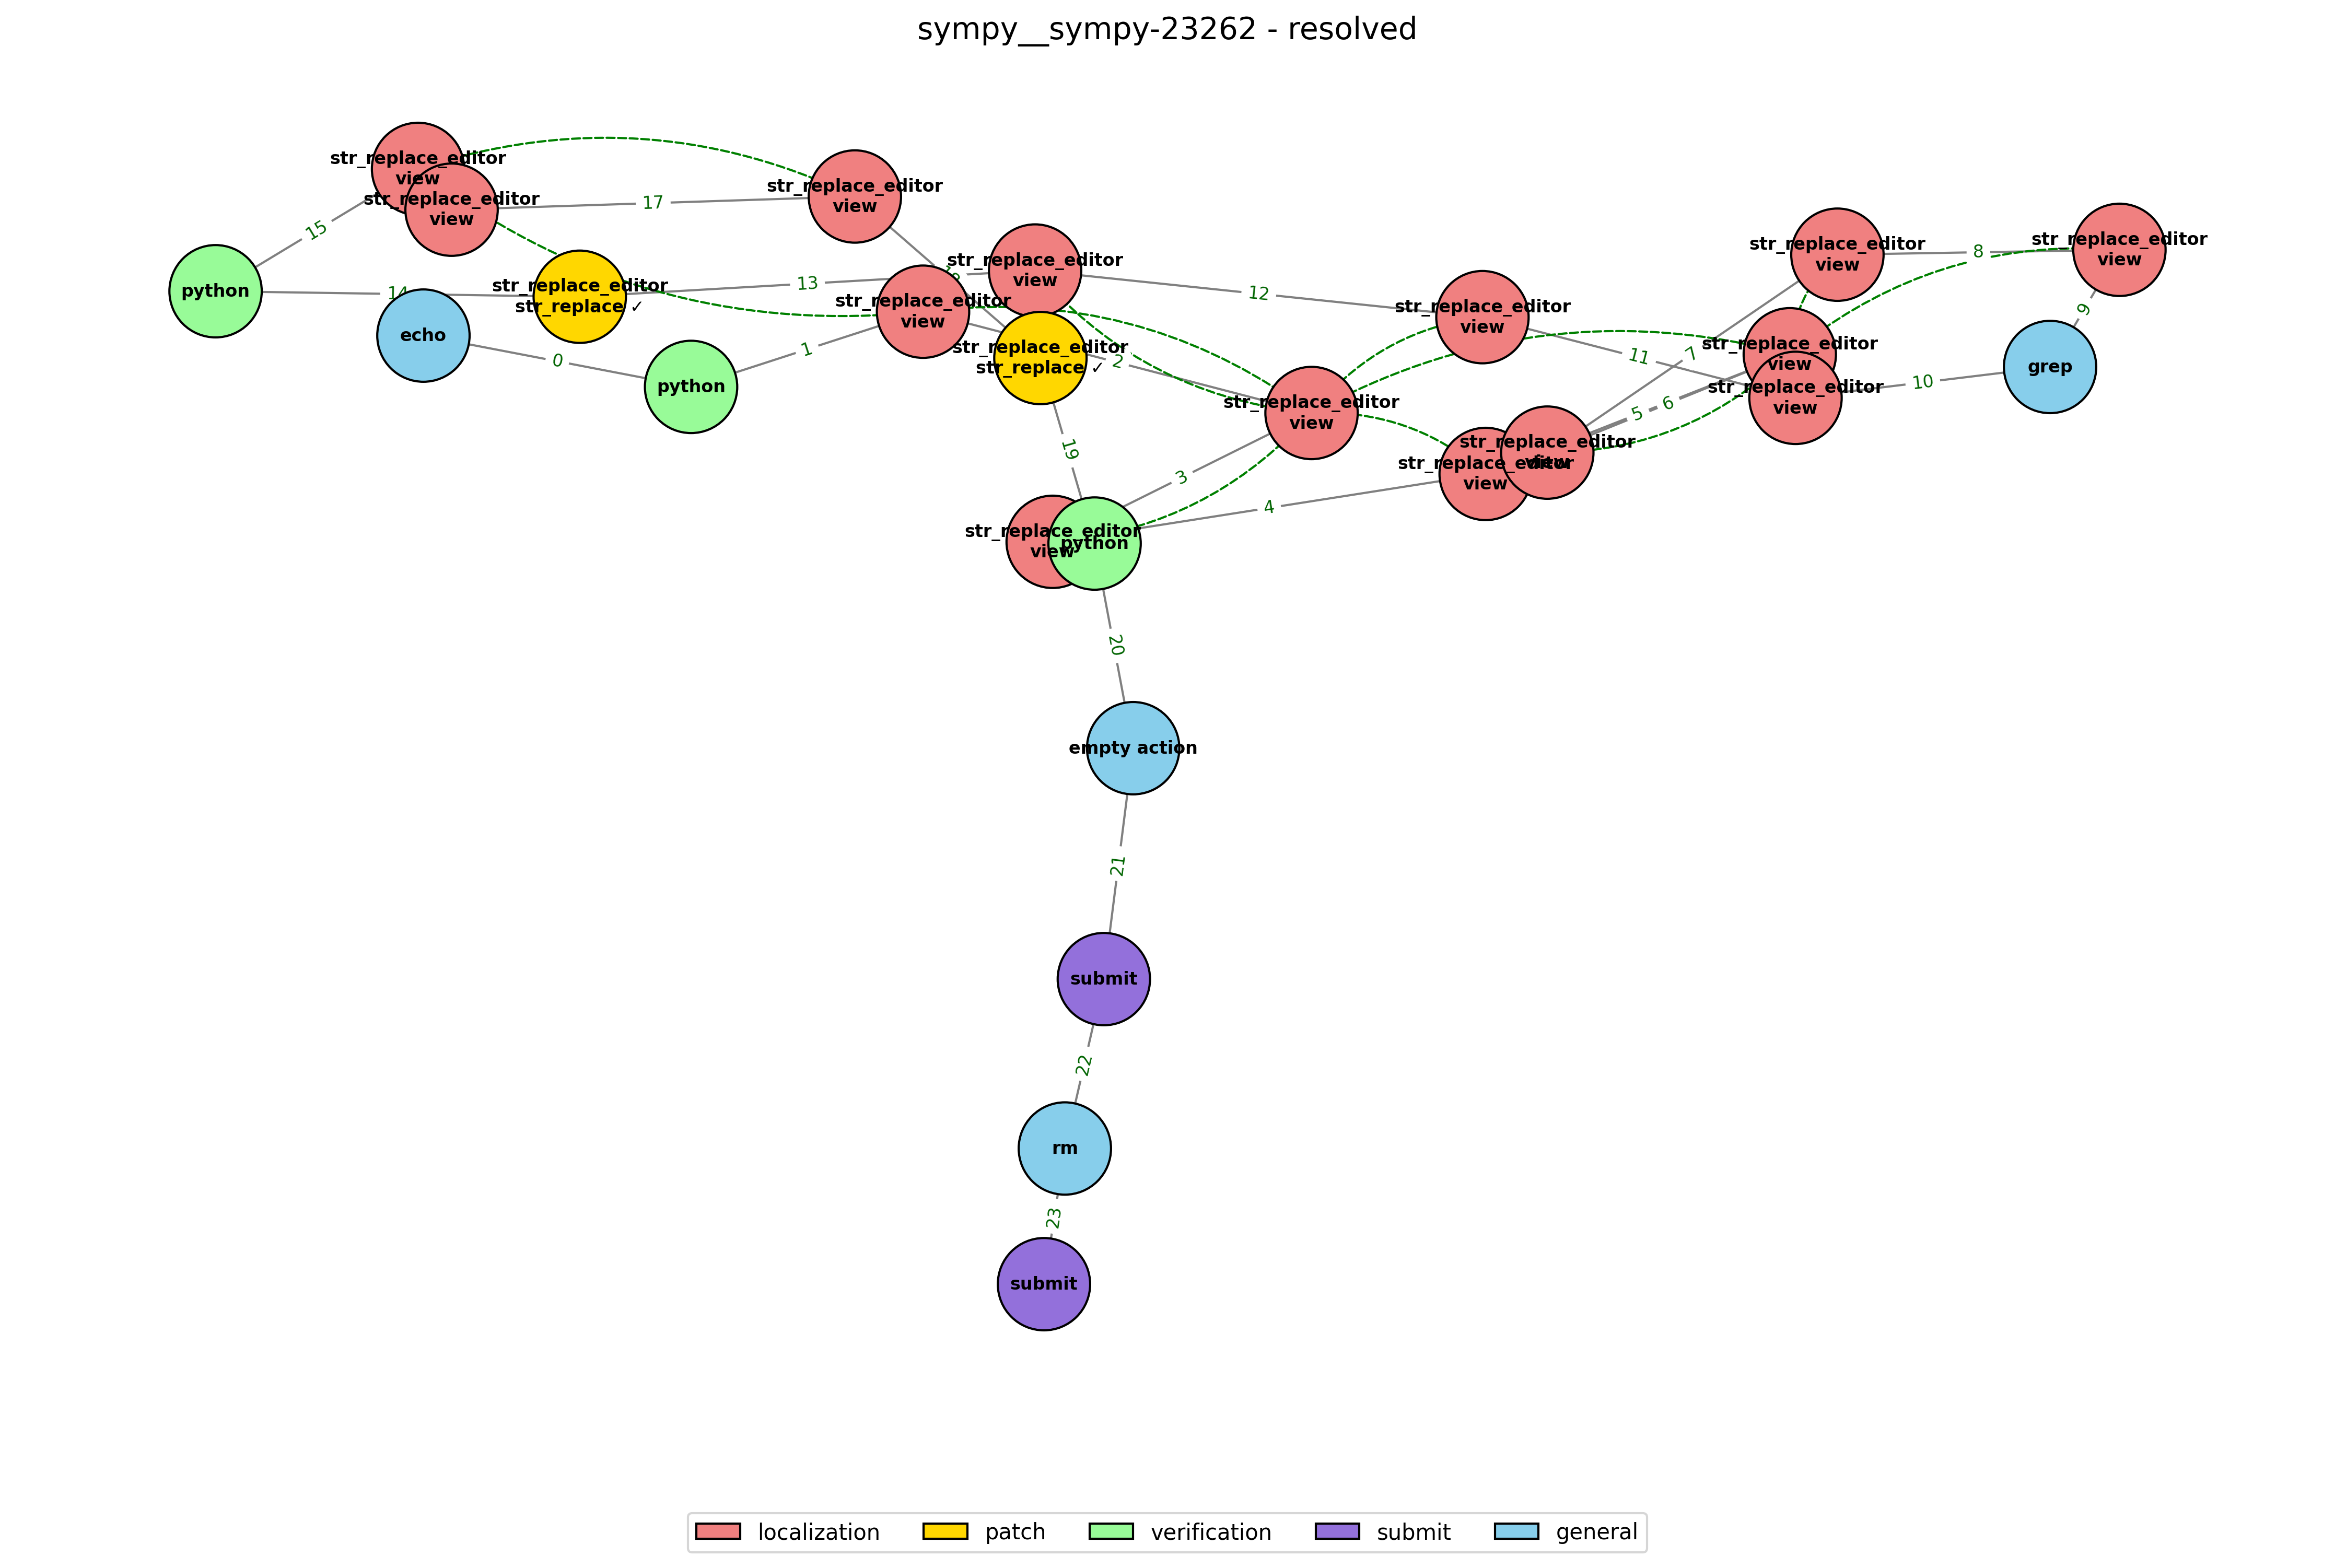 sympy__sympy-23262 - resolved
str_replace_editor
view
str_replace_editor
view
17
str_replace_editor
view
15
python
14
echo
str_replace_editor
str_replace ✓
13
0
python
1
str_replace_editor
view
str_replace_editor
view
12
str_replace_editor
str_replace ✓
2
str_replace_editor
view
str_replace_editor
view
11
7
str_replace_editor
view
8
str_replace_editor
view
9
str_replace_editor
view
str_replace_editor
view
10
grep
5
6
str_replace_editor
view
str_replace_editor
view
3
4
19
str_replace_editor
view
python
20
empty action
21
submit
22
rm
23
submit
localization
patch
verification
submit
general